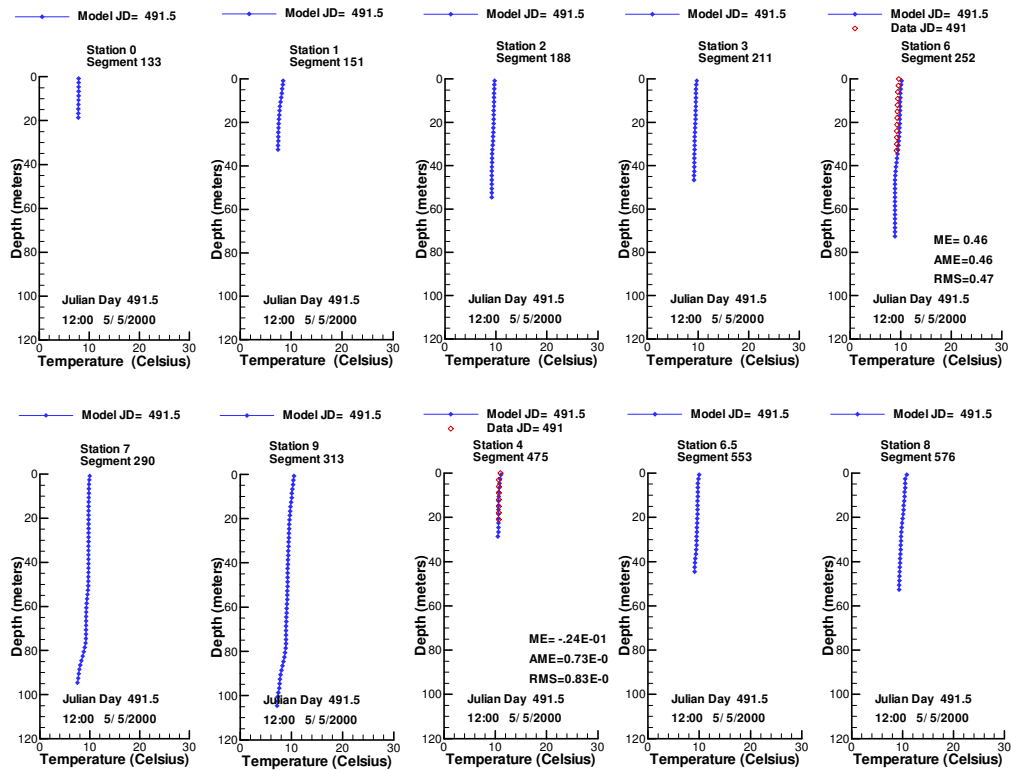 Model JD= 491.5
Station 0
Segment 133
0
20
40
60
80
100
120
Depth (meters)
Julian Day 491.5
12:00 5/ 5/2000
0 10 20 30
Temperature (Celsius)
Model JD= 491.5
Station 1
Segment 151
0
20
40
60
80
100
120
Depth (meters)
Julian Day 491.5
12:00 5/ 5/2000
0 10 20 30
Temperature (Celsius)
Model JD= 491.5
Station 2
Segment 188
0
20
40
60
80
100
120
Depth (meters)
Julian Day 491.5
12:00 5/ 5/2000
0 10 20 30
Temperature (Celsius)
Model JD= 491.5
Station 3
Segment 211
0
20
40
60
80
100
120
Depth (meters)
Julian Day 491.5
12:00 5/ 5/2000
0 10 20 30
Temperature (Celsius)
Model JD= 491.5
Data JD= 491
Station 6
Segment 252
0
20
40
60
80
100
120
Depth (meters)
ME= 0.46
AME=0.46
RMS=0.47
Julian Day 491.5
12:00 5/ 5/2000
0 10 20 30
Temperature (Celsius)
Model JD= 491.5
Station 7
Segment 290
0
20
40
60
80
100
120
Depth (meters)
Julian Day 491.5
12:00 5/ 5/2000
0 10 20 30
Temperature (Celsius)
Model JD= 491.5
Station 9
Segment 313
0
20
40
60
80
100
120
Depth (meters)
Julian Day 491.5
12:00 5/ 5/2000
0 10 20 30
Temperature (Celsius)
Model JD= 491.5
Data JD= 491
Station 4
Segment 475
0
20
40
60
80
100
120
Depth (meters)
ME= -.24E-01
AME=0.73E-0
RMS=0.83E-0
Julian Day 491.5
12:00 5/ 5/2000
0 10 20 30
Temperature (Celsius)
Model JD= 491.5
Station 6.5
Segment 553
0
20
40
60
80
100
120
Depth (meters)
Julian Day 491.5
12:00 5/ 5/2000
0 10 20 30
Temperature (Celsius)
Model JD= 491.5
Station 8
Segment 576
0
20
40
60
80
100
120
Depth (meters)
Julian Day 491.5
12:00 5/ 5/2000
0 10 20 30
Temperature (Celsius)